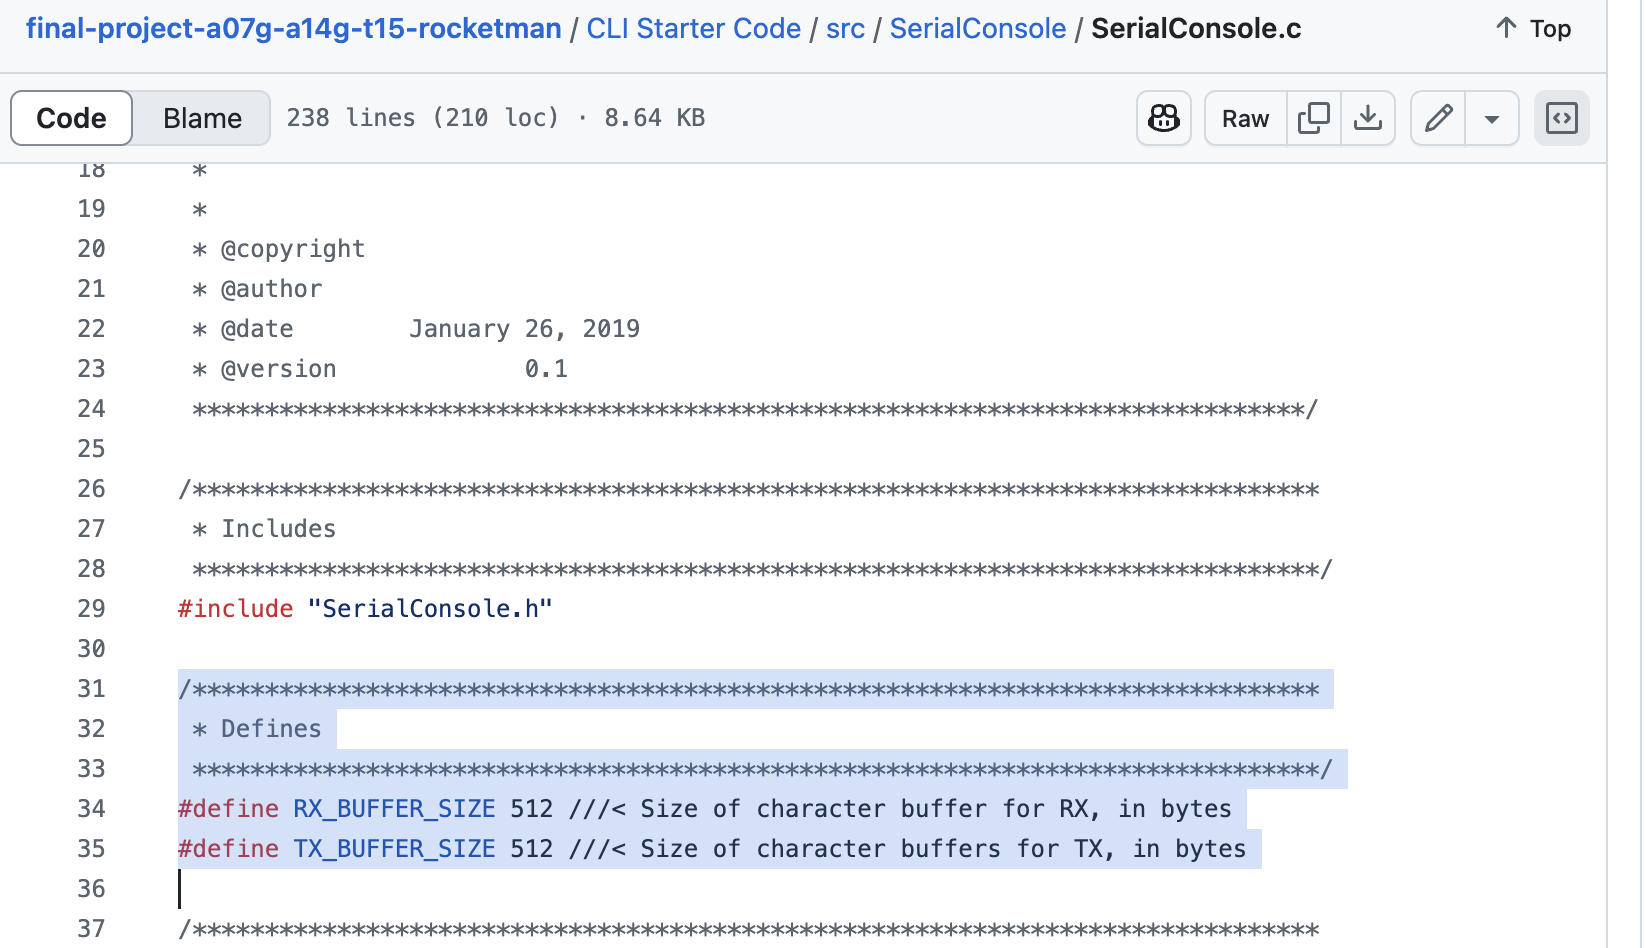 final-project-a07g-a14g-t15-rocketman / CLI Starter Code / src / SerialConsole / SerialConsole.c ↑ Top
Code Blame 238 lines (210 loc) · 8.64 KB Raw
18 *
19 *
20 * @copyright
21 * @author
22 * @date January 26, 2019
23 * @version 0.1
24 *****************************************************************************/
25
26 /******************************************************************************
27 * Includes
28 ******************************************************************************/
29 #include "SerialConsole.h"
30
31 /******************************************************************************
32 * Defines
33 ******************************************************************************/
34 #define RX_BUFFER_SIZE 512 ///< Size of character buffer for RX, in bytes
35 #define TX_BUFFER_SIZE 512 ///< Size of character buffers for TX, in bytes
36
37 /******************************************************************************